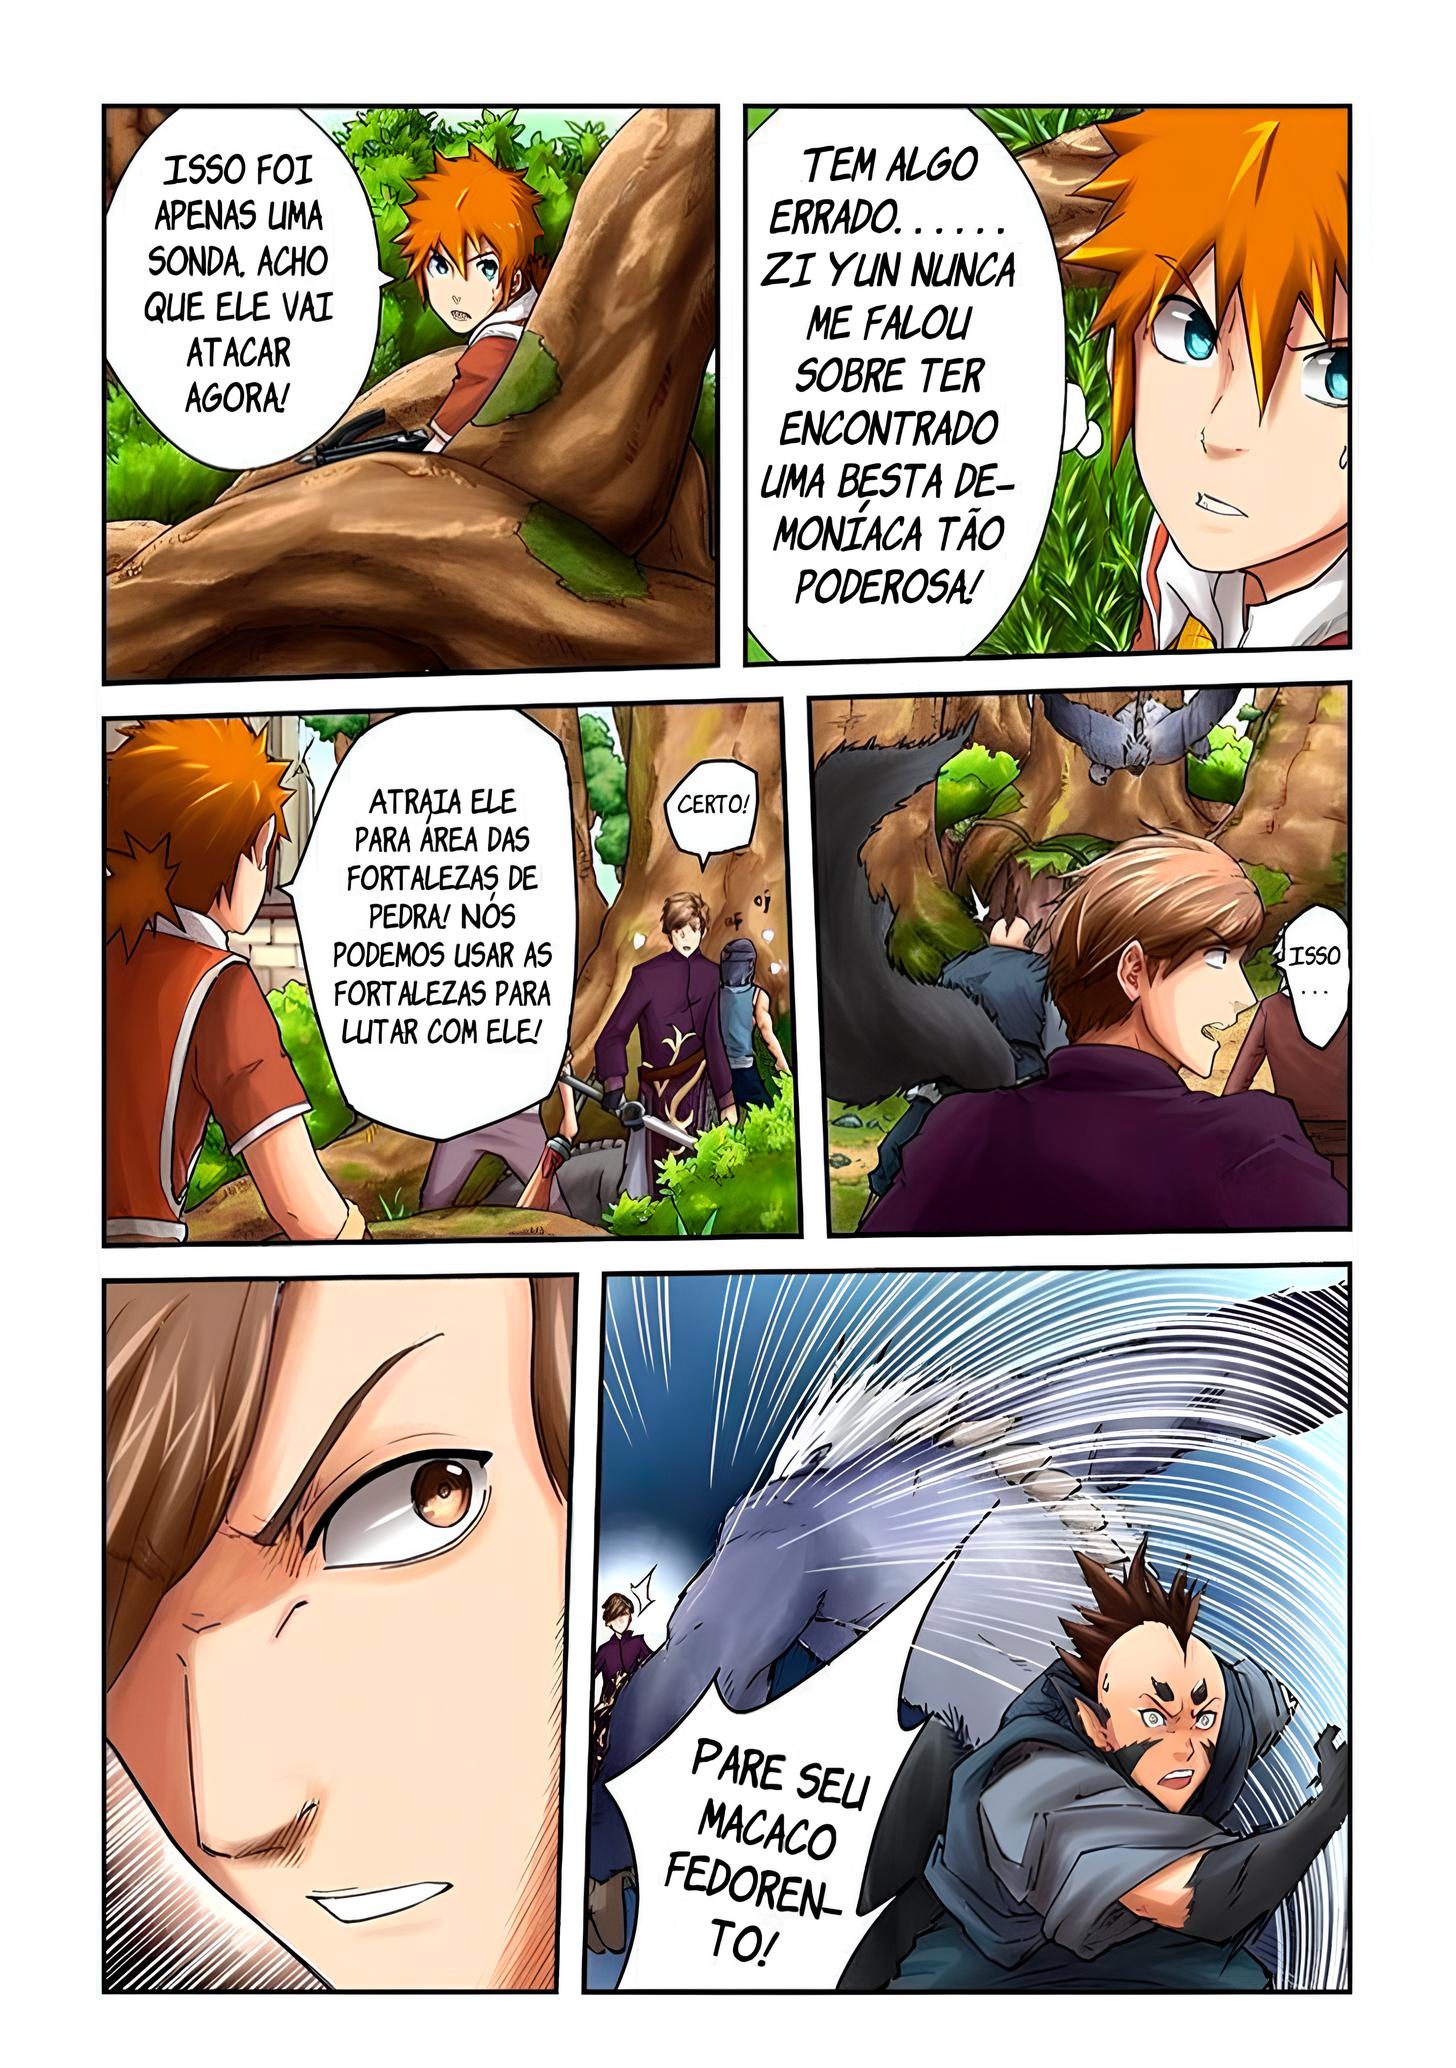 ISSO FOI
APENAS UMA
SONDA. ACHO
QUE ELE VAI
ATACAR
AGORA!
TEM ALGO
ERRADO......
ZI YUN NUNCA
ME FALOU
SOBRE TER
ENCONTRADO
UMA BESTA DE-
MONÍACA TÃO
PODEROSA!
ATRAIA ELE
PARA ÁREA DAS
FORTALEZAS DE
PEDRA! NÓS
PODEMOS USAR AS
FORTALEZAS PARA
LUTAR COM ELE!
CERTO!
ISSO
...
PARE SEU
MACACO
FEDOREN-
TO!